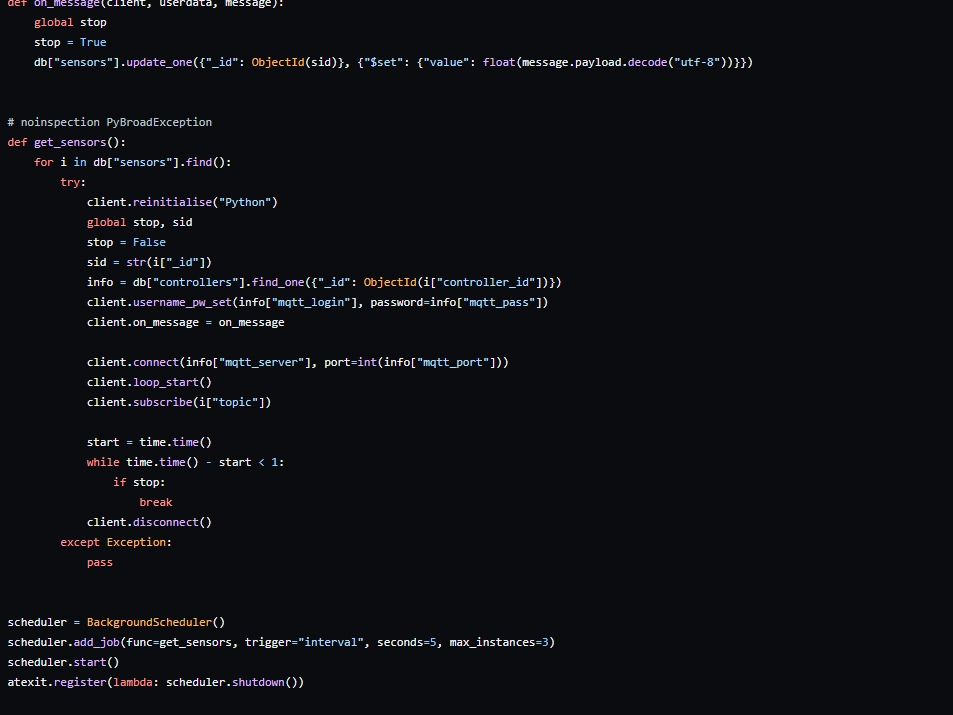 def on_message(client, userdata, message):
    global stop
    stop = True
    db["sensors"].update_one({"_id": ObjectId(sid)}, {"$set": {"value": float(message.payload.decode("utf-8"))}})
# noinspection PyBroadException
def get_sensors():
    for i in db["sensors"].find():
        try:
            client.reinitialise("Python")
            global stop, sid
            stop = False
            sid = str(i["_id"])
            info = db["controllers"].find_one({"_id": ObjectId(i["controller_id"])})
            client.username_pw_set(info["mqtt_login"], password=info["mqtt_pass"])
            client.on_message = on_message
            client.connect(info["mqtt_server"], port=int(info["mqtt_port"]))
            client.loop_start()
            client.subscribe(i["topic"])
            start = time.time()
            while time.time() - start < 1:
                if stop:
                    break
            client.disconnect()
        except Exception:
            pass
scheduler = BackgroundScheduler()
scheduler.add_job(func=get_sensors, trigger="interval", seconds=5, max_instances=3)
scheduler.start()
atexit.register(lambda: scheduler.shutdown())